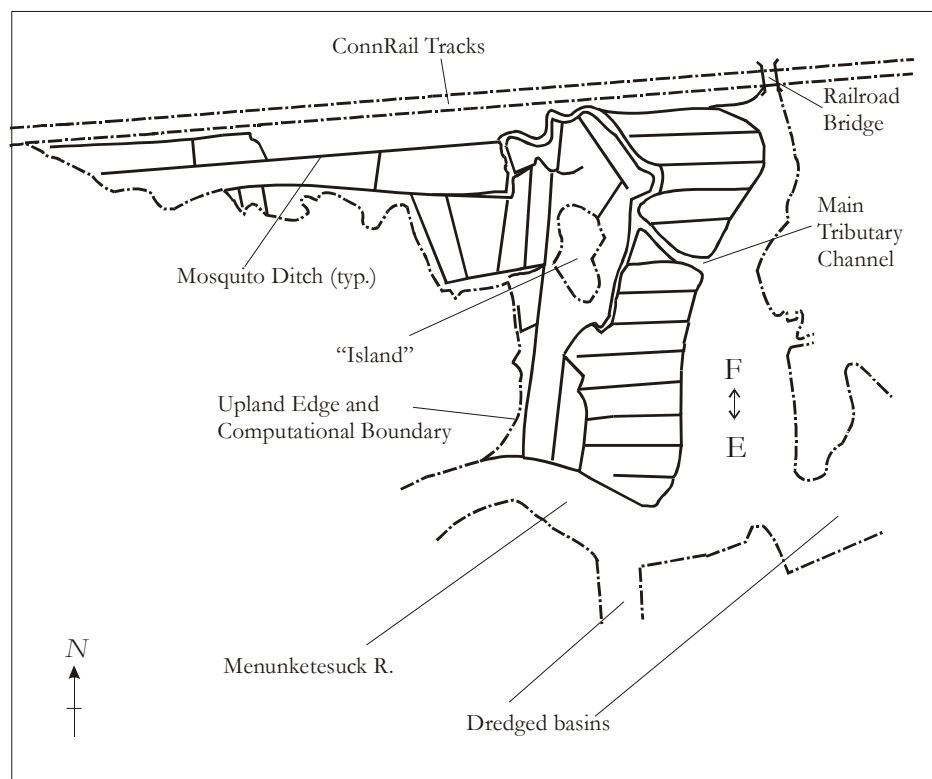 ConnRail Tracks
Railroad
Bridge
Main
Tributary
Channel
Mosquito Ditch (typ.)
“Island”
F
E
Upland Edge and
Computational Boundary
N
Menunketesuck R.
Dredged basins